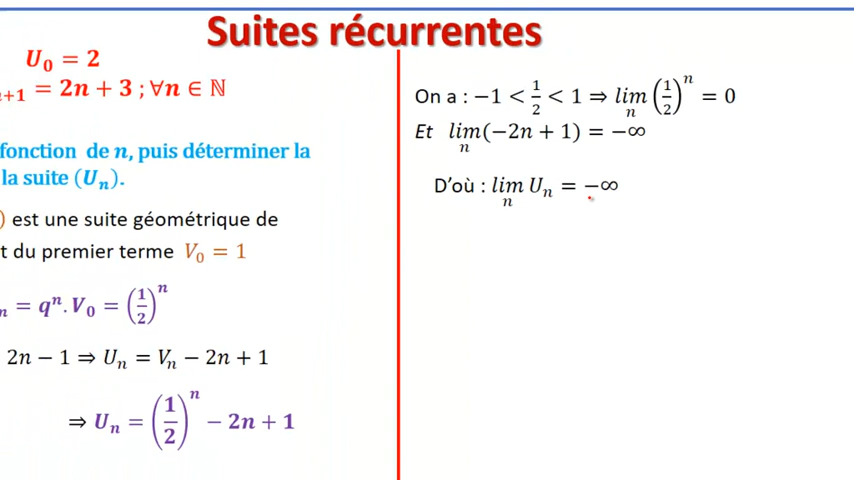 Suites récurrentes
U₀ = 2
ₙ₊₁ = 2n + 3 ; ∀n ∈ ℕ
fonction de n, puis déterminer la
la suite (Uₙ).
) est une suite géométrique de
t du premier terme V₀ = 1
ₙ = qⁿ. V₀ = (1/2)ⁿ
2n − 1 ⇒ Uₙ = Vₙ − 2n + 1
⇒ Uₙ = (1/2)ⁿ − 2n + 1
On a : −1 < 1/2 < 1 ⇒ lim n (1/2)ⁿ = 0
Et lim n (−2n + 1) = −∞
D'où : lim n Uₙ = −∞